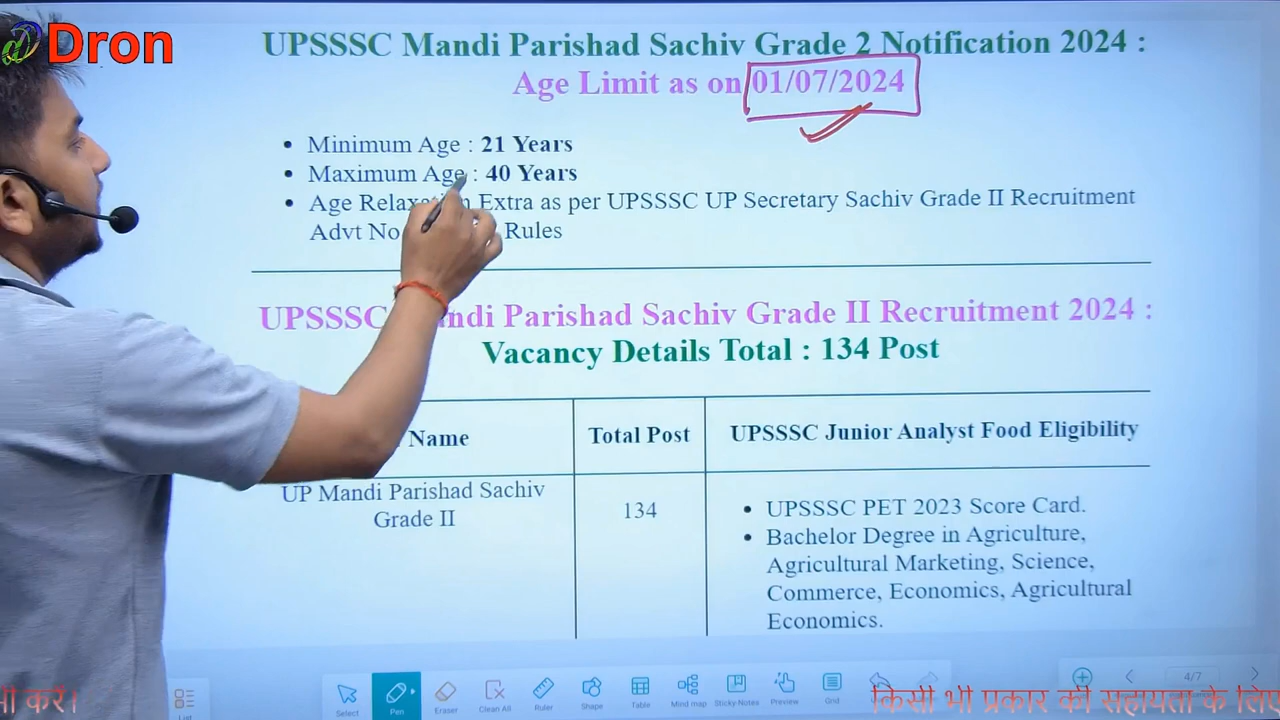 Dron
UPSSSC Mandi Parishad Sachiv Grade 2 Notification 2024 :
Age Limit as on 01/07/2024
• Minimum Age : 21 Years
• Maximum Age : 40 Years
• Age Extra as per UPSSSC UP Secretary Sachiv Grade II Recruitment
Advt No Rules
UPSSSC Parishad Sachiv Grade II Recruitment 2024 :
Vacancy Details Total : 134 Post
Name
Total Post
UPSSSC Junior Analyst Food Eligibility
UP Mandi Parishad Sachiv
Grade II
134
• UPSSSC PET 2023 Score Card.
• Bachelor Degree in Agriculture,
Agricultural Marketing, Science,
Commerce, Economics, Agricultural
Economics.
List
Select
Pen
Eraser
Clean All
Ruler
Shape
Table
Mind map
Sticky-Notes
Preview
Grid
4/7
करें।
किसी भी प्रकार की सहायता के लिए